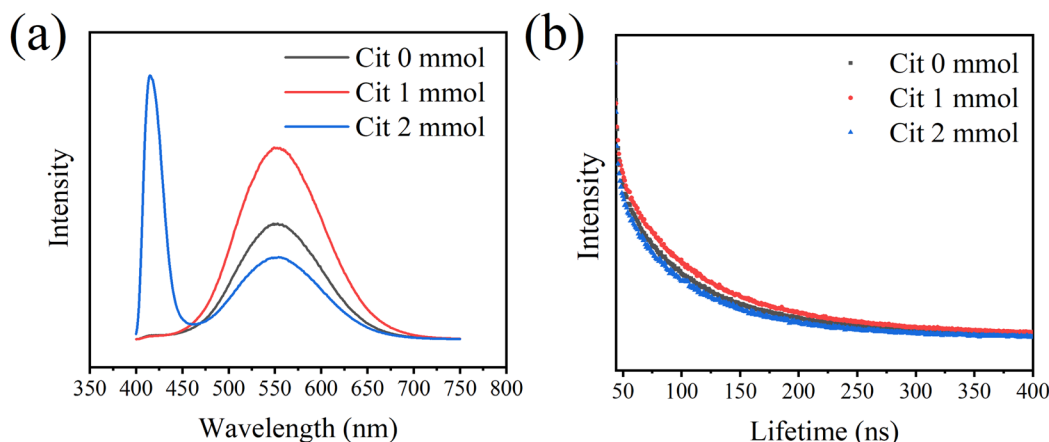 (a)
Cit 0 mmol
Cit 1 mmol
Cit 2 mmol
Intensity
350 400 450 500 550 600 650 700 750 800
Wavelength (nm)
(b)
Cit 0 mmol
Cit 1 mmol
Cit 2 mmol
Intensity
50 100 150 200 250 300 350 400
Lifetime (ns)